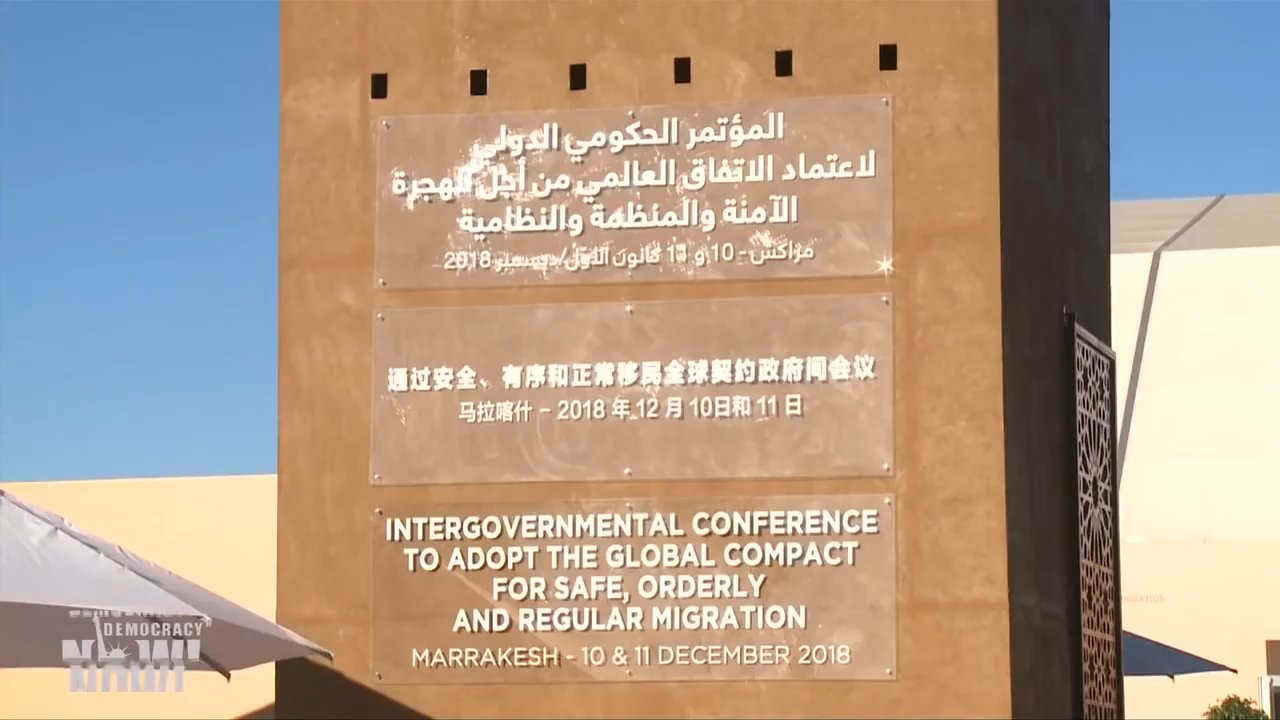 المؤتمر الحكومي الدولي
لاعتماد الاتفاق العالمي من أجل الهجرة
الآمنة والمنظمة والنظامية
مراكش - 10 و 11 كانون الأول/ديسمبر 2018
通过安全、有序和正常移民全球契约政府间会议
马拉喀什 - 2018 年 12 月 10日和 11 日
INTERGOVERNMENTAL CONFERENCE
TO ADOPT THE GLOBAL COMPACT
FOR SAFE, ORDERLY
AND REGULAR MIGRATION
MARRAKESH - 10 & 11 DECEMBER 2018
MIGRATION
DEMOCRACY
NOW!